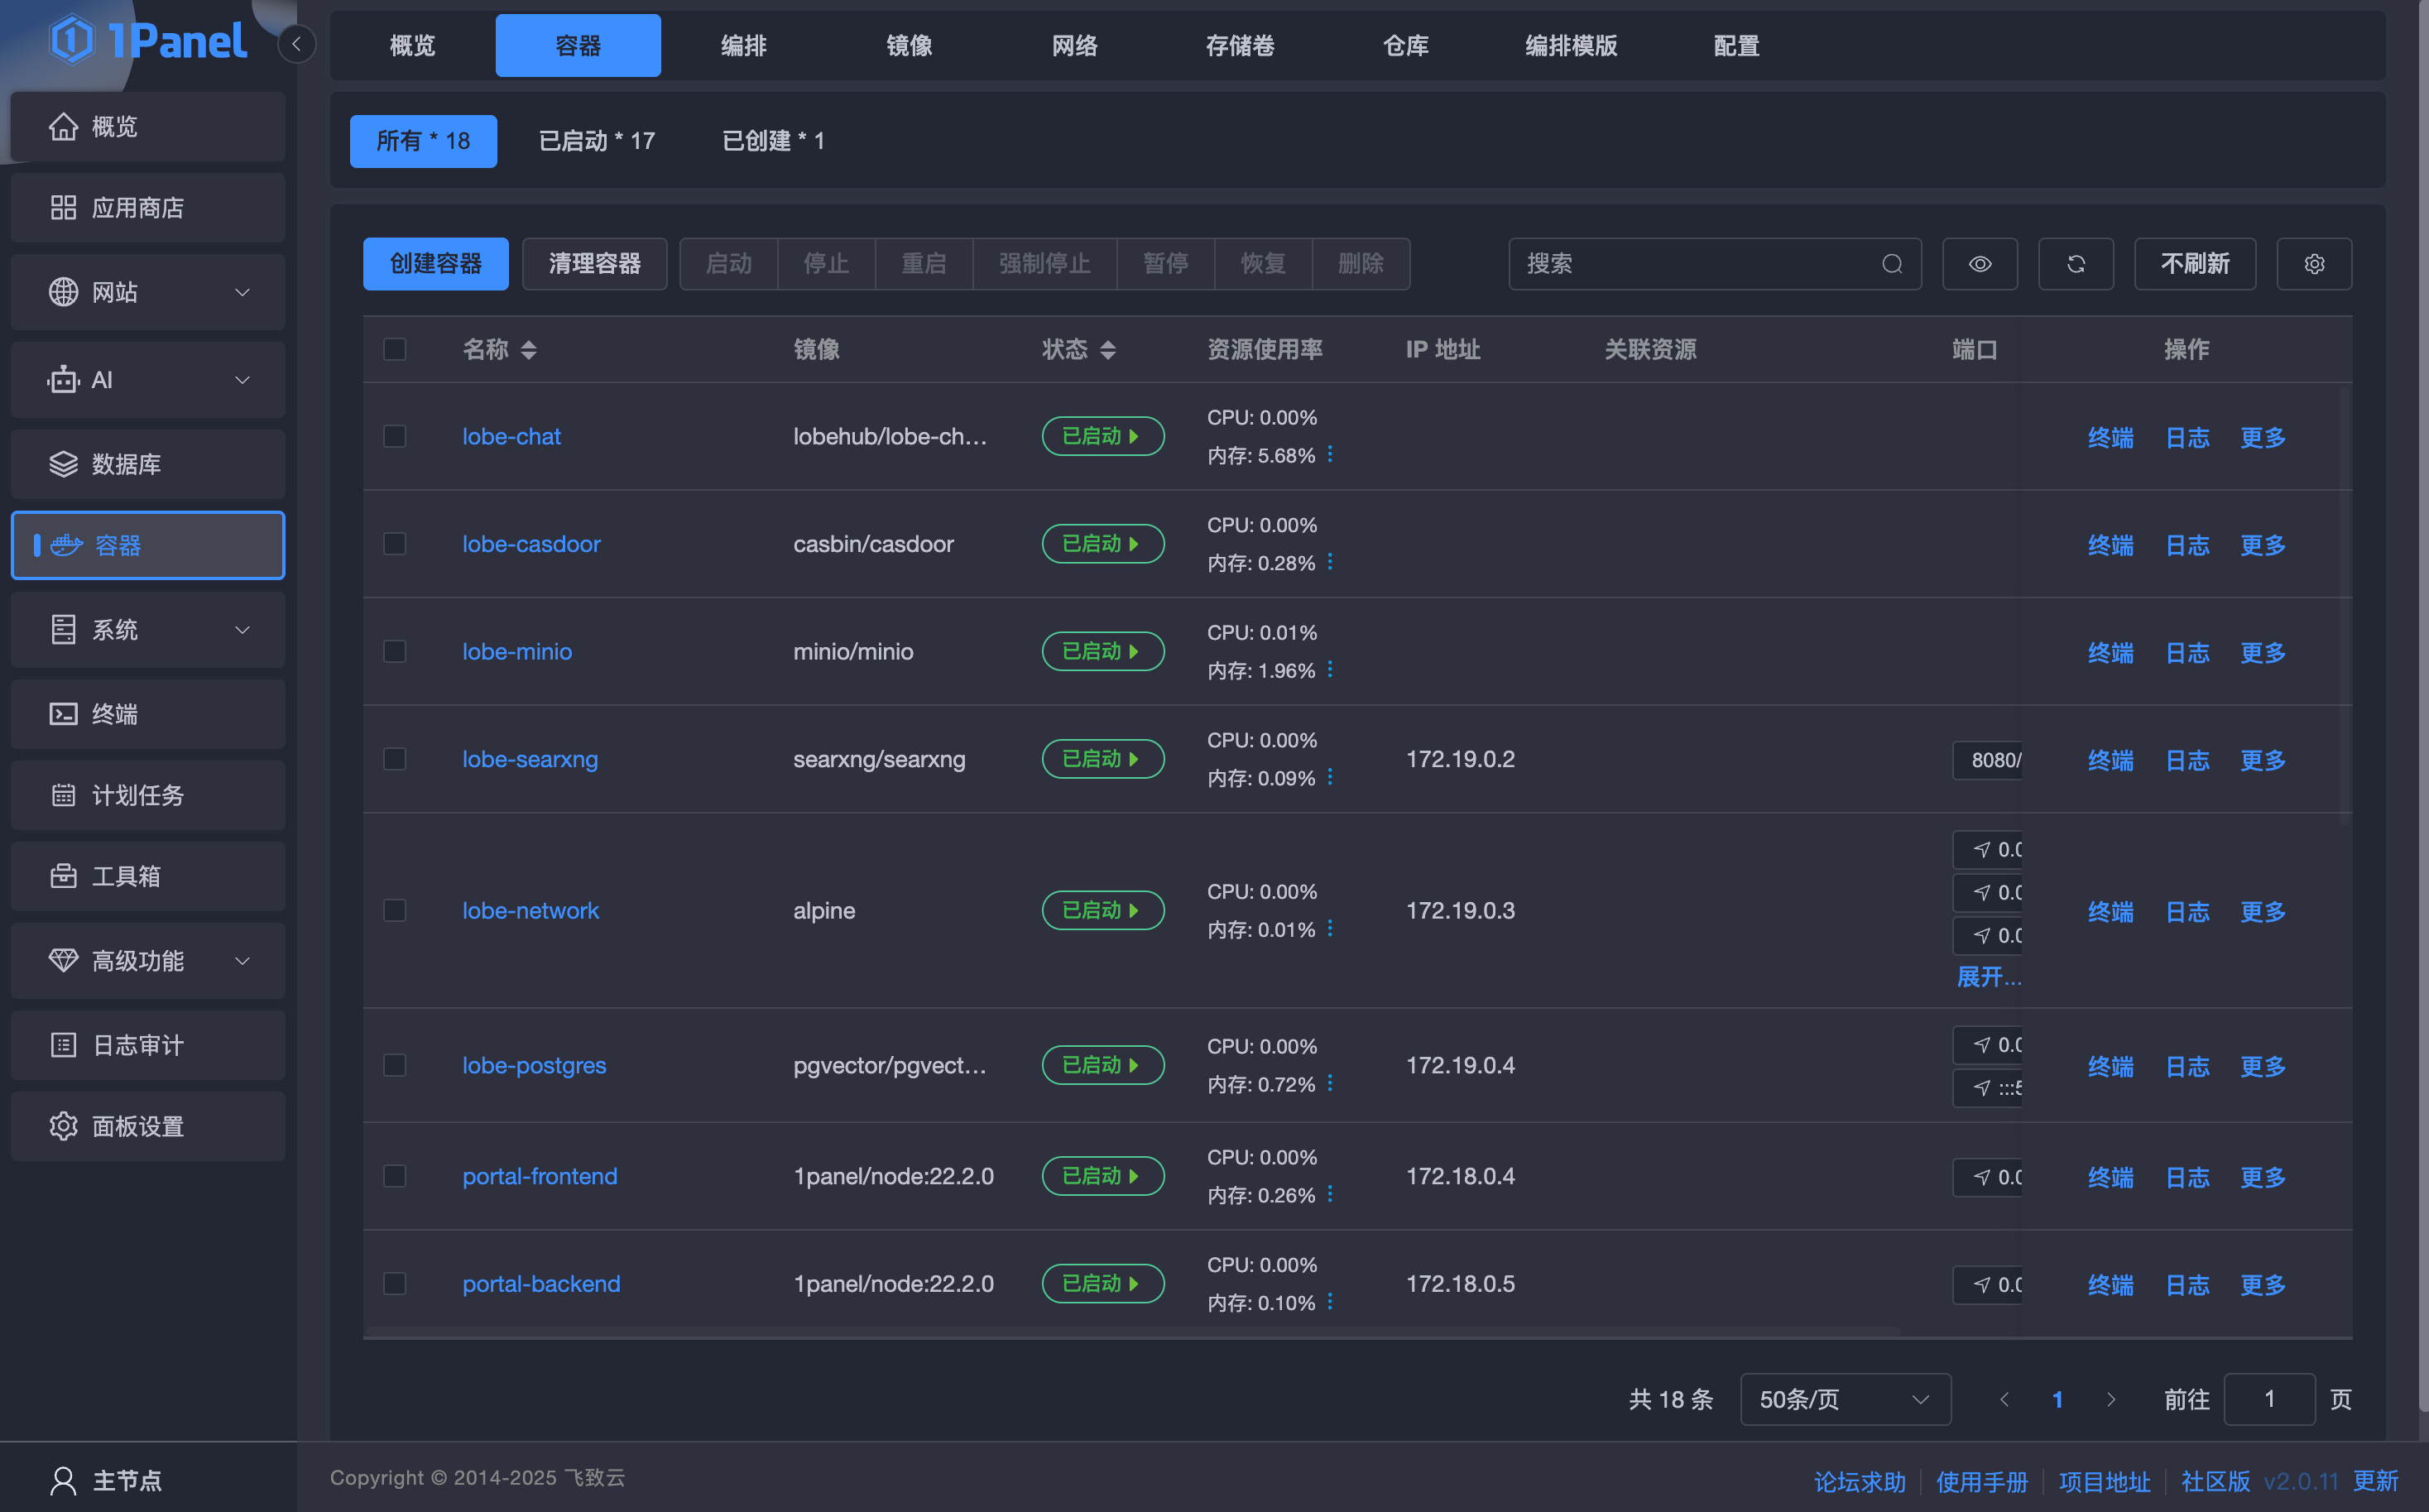 1Panel
概览
应用商店
网站
AI
数据库
容器
系统
终端
计划任务
工具箱
高级功能
日志审计
面板设置
主节点
概览 容器 编排 镜像 网络 存储卷 仓库 编排模版 配置
所有 * 18 已启动 * 17 已创建 * 1
创建容器 清理容器 启动 停止 重启 强制停止 暂停 恢复 删除 搜索 不刷新
名称 镜像 状态 资源使用率 IP 地址 关联资源 端口 操作
lobe-chat lobehub/lobe-ch... 已启动 CPU: 0.00% 终端 日志 更多
内存: 5.68%
lobe-casdoor casbin/casdoor 已启动 CPU: 0.00% 终端 日志 更多
内存: 0.28%
lobe-minio minio/minio 已启动 CPU: 0.01% 终端 日志 更多
内存: 1.96%
lobe-searxng searxng/searxng 已启动 CPU: 0.00% 172.19.0.2 8080/ 终端 日志 更多
内存: 0.09%
lobe-network alpine 已启动 CPU: 0.00% 172.19.0.3 0.0 终端 日志 更多
内存: 0.01% 0.0
0.0
展开...
lobe-postgres pgvector/pgvect... 已启动 CPU: 0.00% 172.19.0.4 0.0 终端 日志 更多
内存: 0.72% :::5
portal-frontend 1panel/node:22.2.0 已启动 CPU: 0.00% 172.18.0.4 0.0 终端 日志 更多
内存: 0.26%
portal-backend 1panel/node:22.2.0 已启动 CPU: 0.00% 172.18.0.5 0.0 终端 日志 更多
内存: 0.10%
共 18 条 50条/页 1 前往 1 页
Copyright © 2014-2025 飞致云 论坛求助 使用手册 项目地址 社区版 v2.0.11 更新